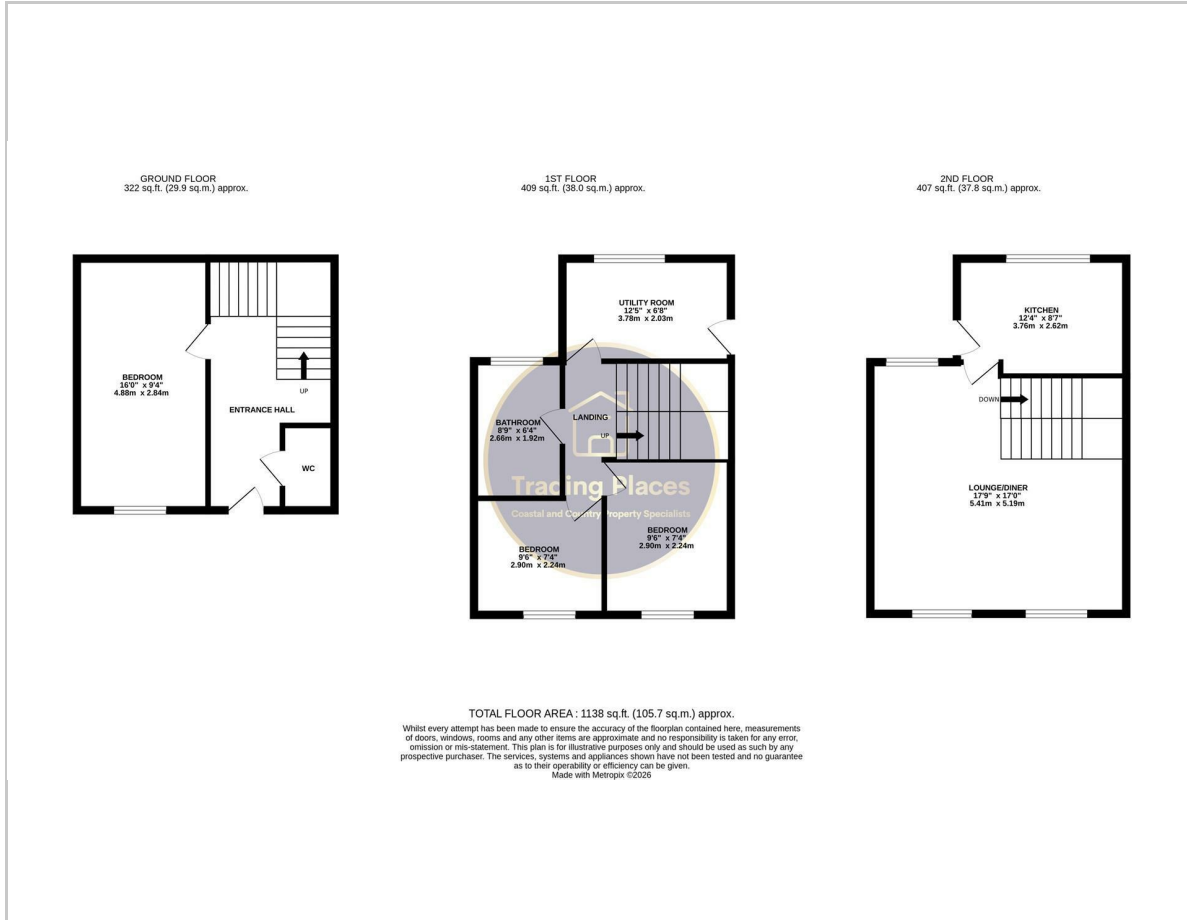 GROUND FLOOR
322 sq.ft. (29.9 sq.m.) approx.
BEDROOM
16'0" x 9'4"
4.88m x 2.84m
UP
ENTRANCE HALL
WC
1ST FLOOR
409 sq.ft. (38.0 sq.m.) approx.
UTILITY ROOM
12'5" x 6'8"
3.78m x 2.03m
BATHROOM
8'9" x 6'4"
2.66m x 1.92m
LANDING
UP
Trading Places
Coastal and Country Property Specialists
BEDROOM
9'6" x 7'4"
2.90m x 2.24m
BEDROOM
9'6" x 7'4"
2.90m x 2.24m
2ND FLOOR
407 sq.ft. (37.8 sq.m.) approx.
KITCHEN
12'4" x 8'7"
3.76m x 2.62m
DOWN
LOUNGE/DINER
17'9" x 17'0"
5.41m x 5.19m
TOTAL FLOOR AREA : 1138 sq.ft. (105.7 sq.m.) approx.
Whilst every attempt has been made to ensure the accuracy of the floorplan contained here, measurements
of doors, windows, rooms and any other items are approximate and no responsibility is taken for any error,
omission or mis-statement. This plan is for illustrative purposes only and should be used as such by any
prospective purchaser. The services, systems and appliances shown have not been tested and no guarantee
as to their operability or efficiency can be given.
Made with Metropix ©2026